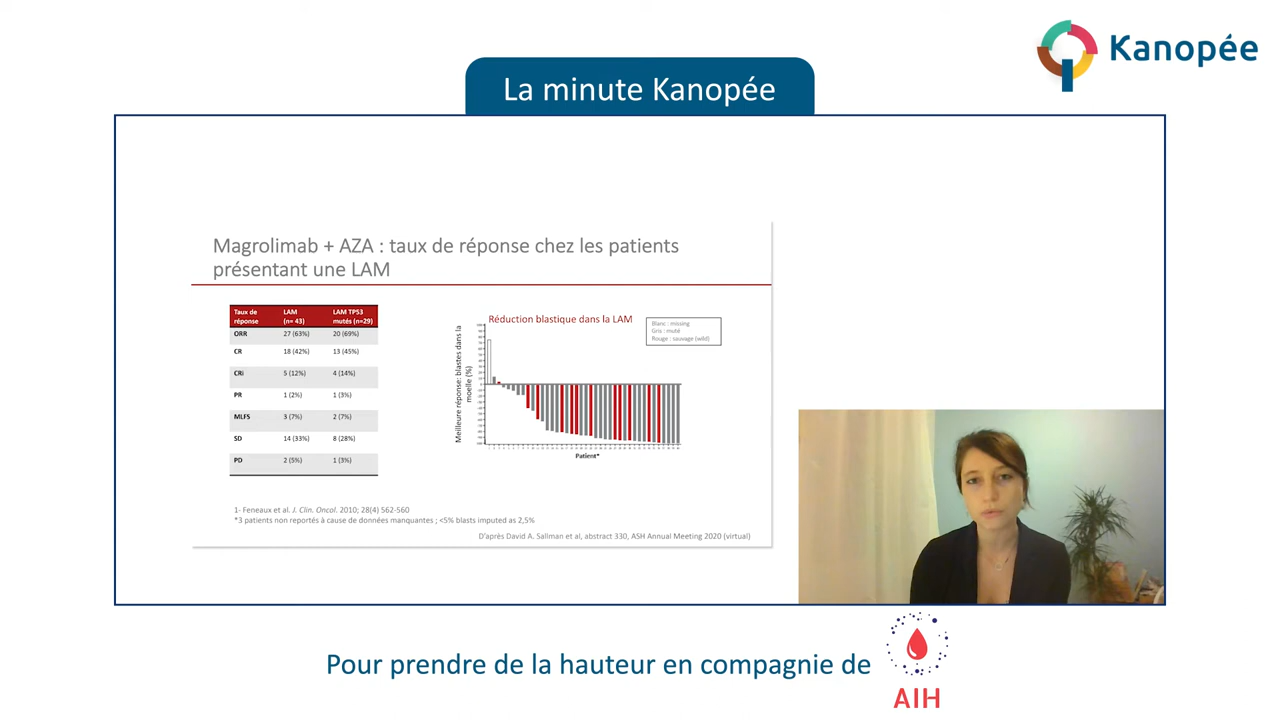 Kanopée
La minute Kanopée
Magrolimab + AZA : taux de réponse chez les patients
présentant une LAM
Taux de réponse LAM (n= 43) LAM TP53 mutés (n=29)
ORR 27 (63%) 20 (69%)
CR 18 (42%) 13 (45%)
CRi 5 (12%) 4 (14%)
PR 1 (2%) 1 (3%)
MLFS 3 (7%) 2 (7%)
SD 14 (33%) 8 (28%)
PD 2 (5%) 1 (3%)
Réduction blastique dans la LAM
Blanc : missing
Gris : muté
Rouge : sauvage (wild)
Meilleure réponse: blastes dans la
moelle (%)
Patient*
1- Feneaux et al. J. Clin. Oncol. 2010; 28(4) 562-560
*3 patients non reportés à cause de données manquantes ; <5% blasts imputed as 2,5%
D'après David A. Sallman et al, abstract 330, ASH Annual Meeting 2020 (virtual)
Pour prendre de la hauteur en compagnie de
AIH